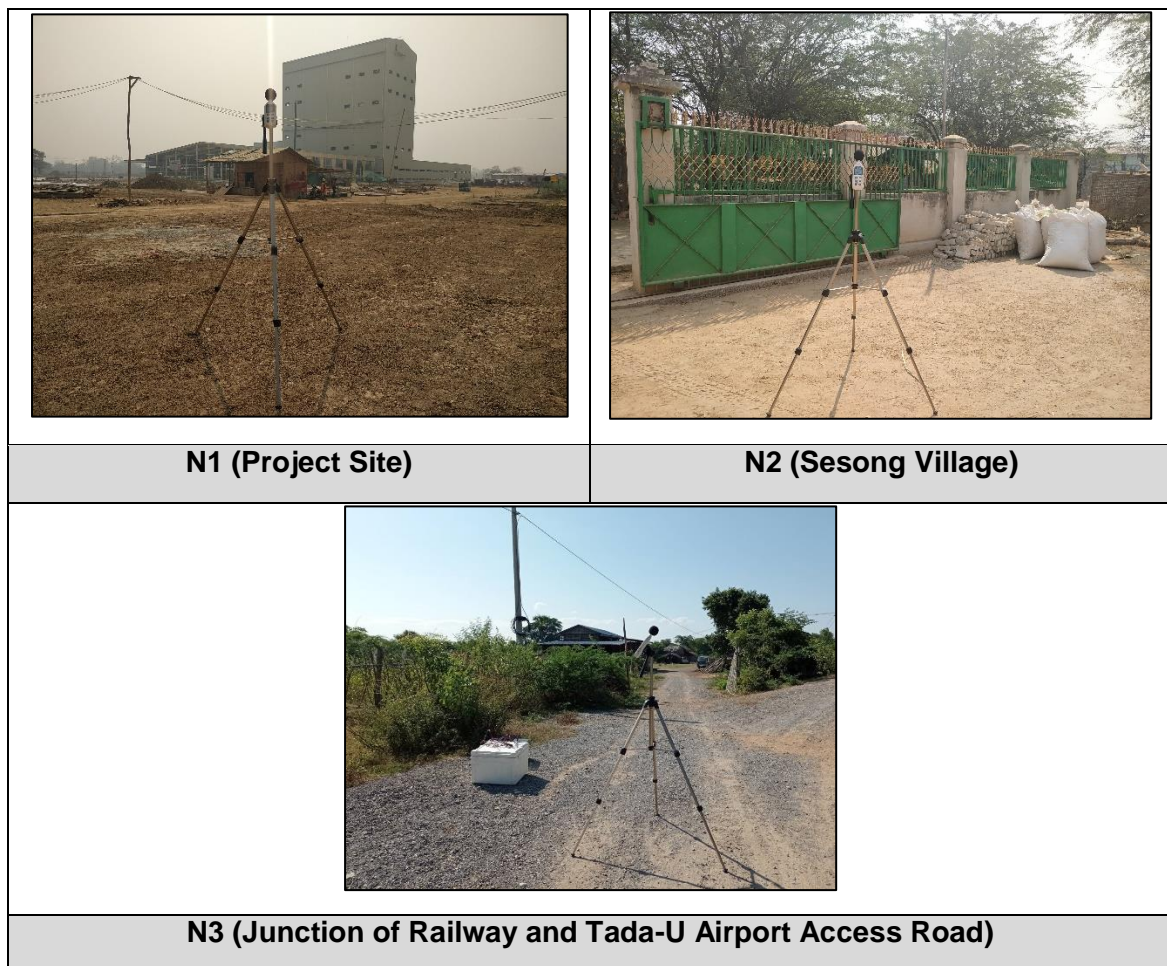 N1 (Project Site)
N2 (Sesong Village)
N3 (Junction of Railway and Tada-U Airport Access Road)